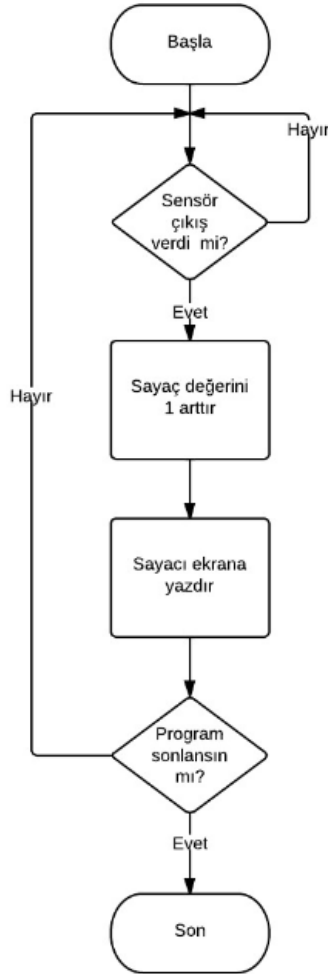 Başla
Hayır
Sensör
çıkış
verdi mi?
Evet
Sayaç değerini
1 arttır
Hayır
Sayacı ekrana
yazdır
Program
sonlansın
mı?
Evet
Son